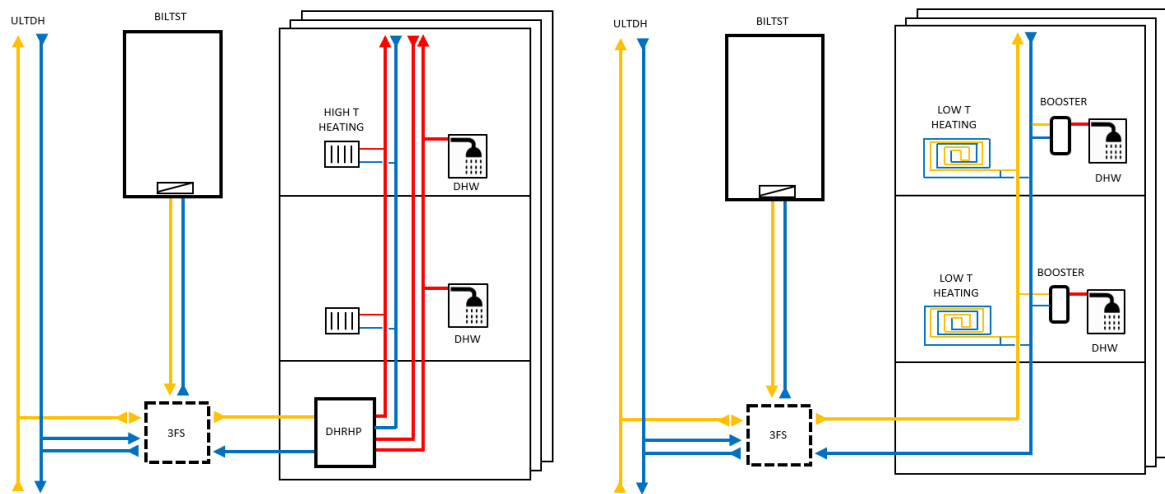 ULTDH
BILTST
HIGH T
HEATING
DHW
DHW
3FS
DHRHP
ULTDH
BILTST
LOW T
HEATING
BOOSTER
DHW
LOW T
HEATING
BOOSTER
DHW
3FS